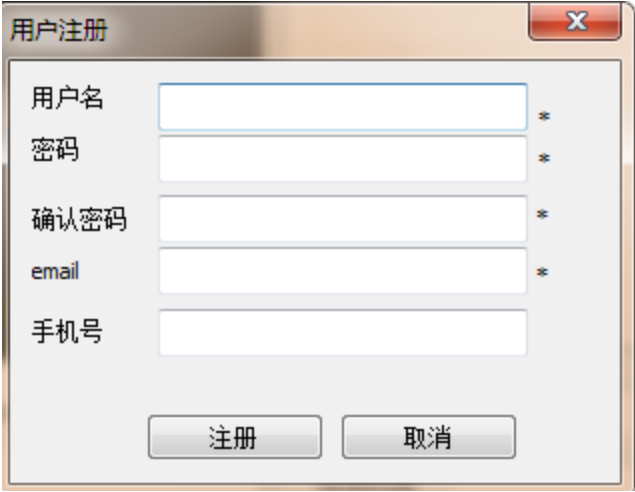 用户注册
用户名 *
密码 *
确认密码 *
email *
手机号
注册 取消